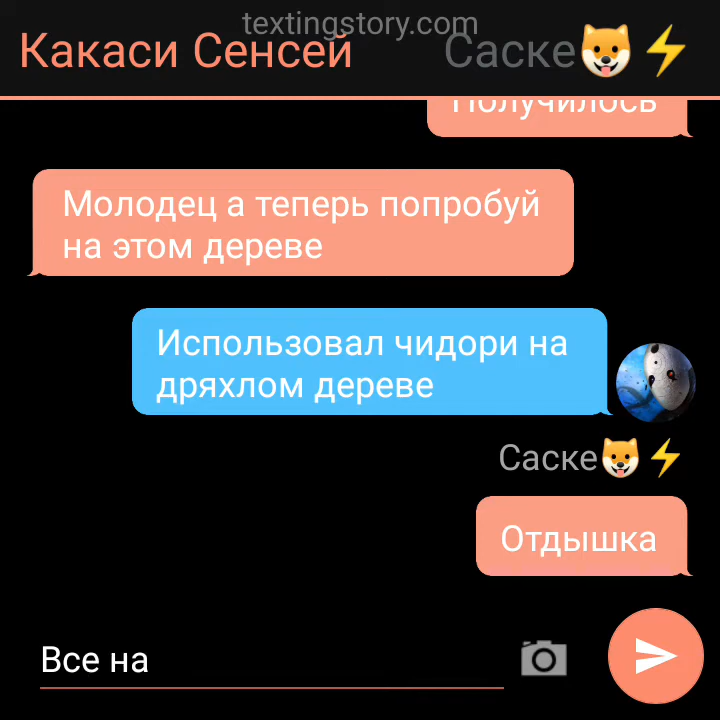 textingstory.com
Какаси Сенсей
Саске🐶⚡
Получилось
Молодец а теперь попробуй
на этом дереве
Использовал чидори на
дряхлом дереве
Саске🐶⚡
Отдышка
Все на